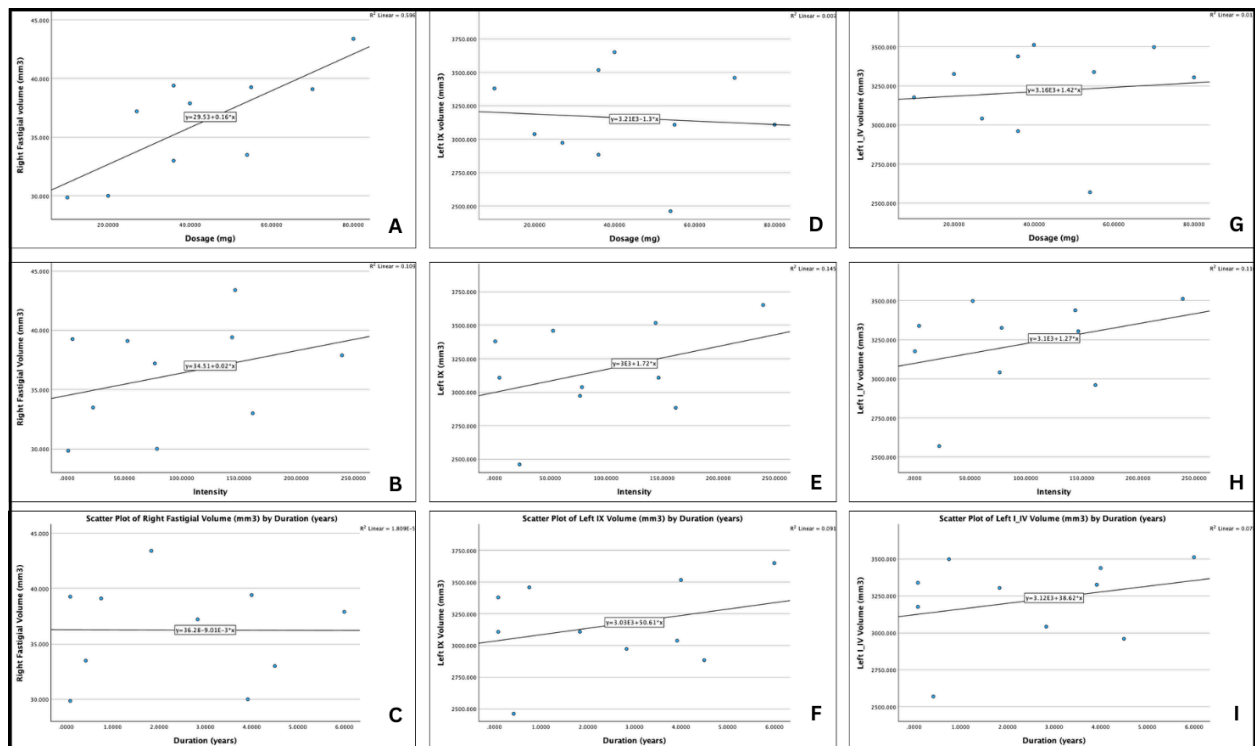 R² Linear = 0.596
45.000
40.000
35.000
30.000
Right Fastigial volume (mm3)
y=29.53+0.16*x
20.0000
40.0000
60.0000
80.0000
Dosage (mg)
A
3750.000
3500.000
3250.000
3000.000
2750.000
2500.000
Left IX volume (mm3)
y=3.21E3-1.3*x
20.0000
40.0000
60.0000
80.0000
Dosage (mg)
D
3500.000
3250.000
3000.000
2750.000
2500.000
Left I_IV volume (mm3)
y=3.16E3+1.42*x
20.0000
40.0000
60.0000
80.0000
Dosage (mg)
G
R² Linear = 0.109
45.000
40.000
35.000
30.000
Right Fastigial Volume (mm3)
y=34.51+0.02*x
.0000
50.0000
100.0000
150.0000
200.0000
250.0000
Intensity
B
R² Linear = 0.145
3750.000
3500.000
3250.000
3000.000
2750.000
2500.000
Left IX (mm3)
y=3E3+1.72*x
.0000
50.0000
100.0000
150.0000
200.0000
250.0000
Intensity
E
3500.000
3250.000
3000.000
2750.000
2500.000
Left I_IV volume (mm3)
y=3.1E3+1.27*x
.0000
50.0000
100.0000
150.0000
200.0000
250.0000
Intensity
H
Scatter Plot of Right Fastigial Volume (mm3) by Duration (years)
45.000
40.000
35.000
30.000
Right Fastigial Volume (mm3)
y=36.28-9.01E-3*x
.0000
1.0000
2.0000
3.0000
4.0000
5.0000
6.0000
Duration (years)
C
Scatter Plot of Left IX Volume (mm3) by Duration (years)
R² Linear = 0.091
3750.000
3500.000
3250.000
3000.000
2750.000
2500.000
Left IX Volume (mm3)
y=3.03E3+50.61*x
.0000
1.0000
2.0000
3.0000
4.0000
5.0000
6.0000
Duration (years)
F
Scatter Plot of Left I_IV Volume (mm3) by Duration (years)
3500.000
3250.000
3000.000
2750.000
2500.000
Left I_IV Volume (mm3)
y=3.12E3+38.62*x
.0000
1.0000
2.0000
3.0000
4.0000
5.0000
6.0000
Duration (years)
I